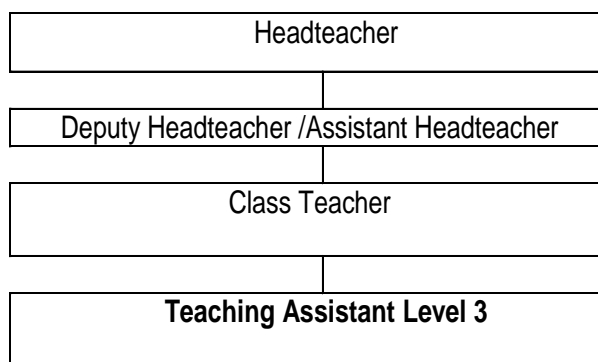 Headteacher
Deputy Headteacher /Assistant Headteacher
Class Teacher
Teaching Assistant Level 3